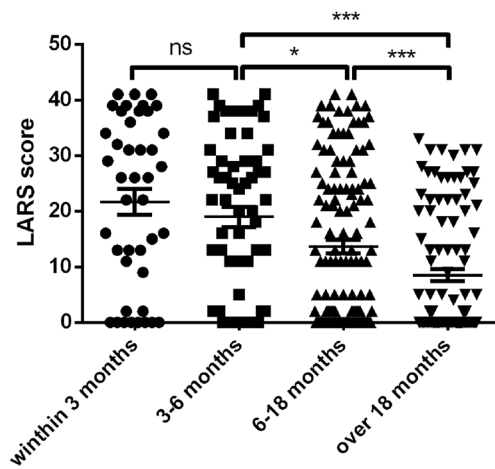 ***
ns
*
***
LARS score
50
40
30
20
10
0
winthin 3 months
3-6 months
6-18 months
over 18 months